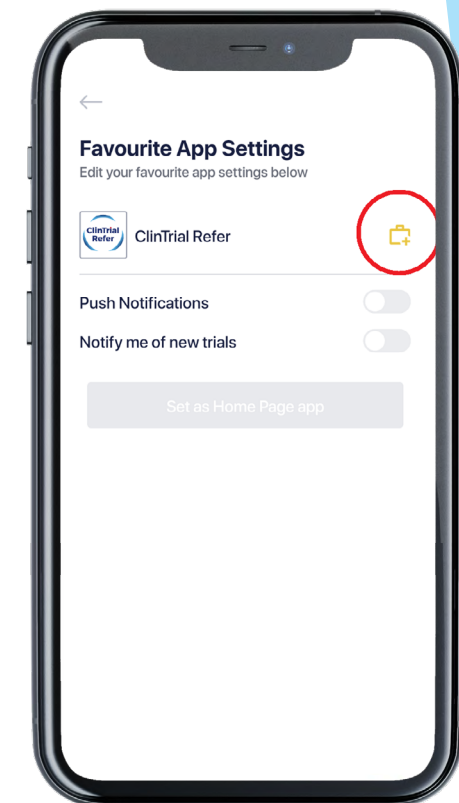 Favourite App Settings
Edit your favourite app settings below
ClinTrial
Refer
ClinTrial Refer
Push Notifications
Notify me of new trials
Set as Home Page app